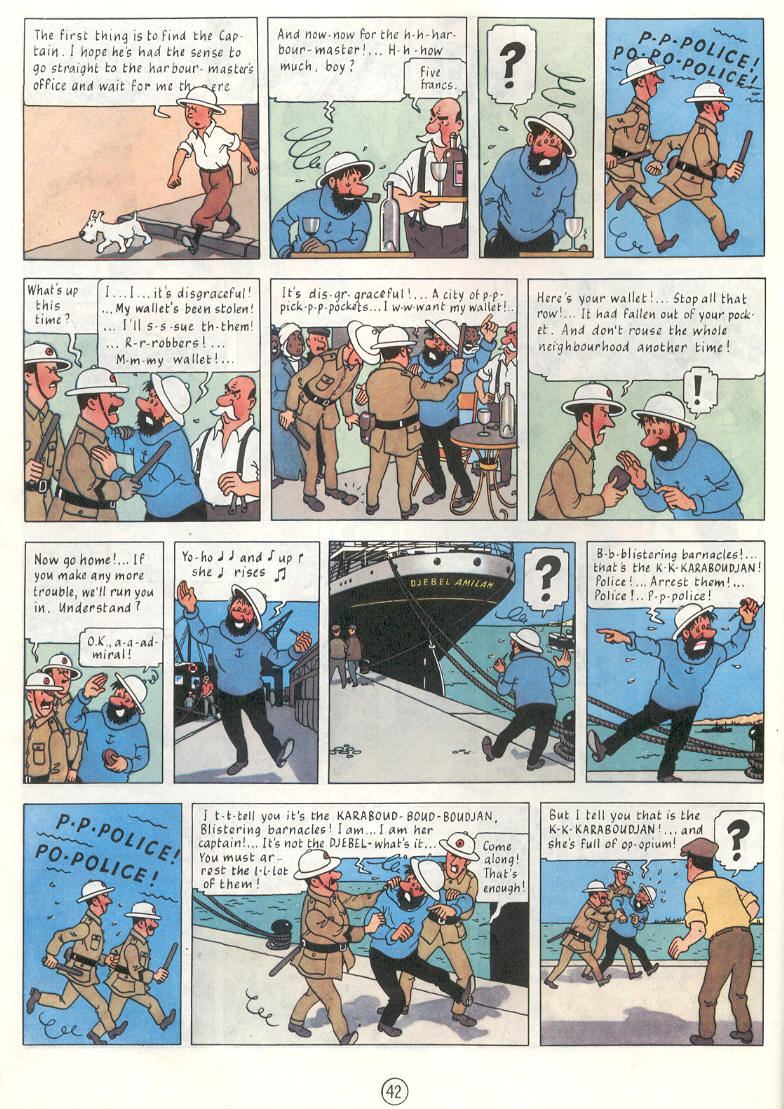 The first thing is to find the Cap-
tain. I hope he's had the sense to
go straight to the harbour-master's
office and wait for me there
And now-now for the h-h-har-
bour-master!... H-h-how
much, boy?
Five
francs.
?
P-P-POLICE!
PO-PO-POLICE!
What's up
this
time?
I...I...it's disgraceful!
...My wallet's been stolen!
...I'll s-s-sue th-them!
...R-r-robbers!...
M-m-my wallet!...
It's dis-gr-graceful!... A city of p-p-
pick-p-p-pockets...I w-w-want my wallet!..
Here's your wallet!... Stop all that
row!... It had fallen out of your pock-
et. And don't rouse the whole
neighbourhood another time!
!
Now go home!... If
you make any more
trouble, we'll run you
in. Understand?
O.K., a-a-ad-
miral!
Yo-ho ♩ ♩ and ♫ up ♪
she ♩ rises ♫
DJEBEL AMILAH
?
B-b-blistering barnacles!...
that's the K-K-KARABOUDJAN!
Police!... Arrest them!...
Police!.. P-p-police!
P-P-POLICE!
PO-POLICE!
I t-t-tell you it's the KARABOUD-BOUD-BOUDJAN.
Blistering barnacles! I am...I am her
captain!... It's not the DJEBEL-what's it...
You must ar-
rest the l-l-lot
of them!
Come
along!
That's
enough!
But I tell you that is the
K-K-KARABOUDJAN!... and
she's full of op-opium!
?
42